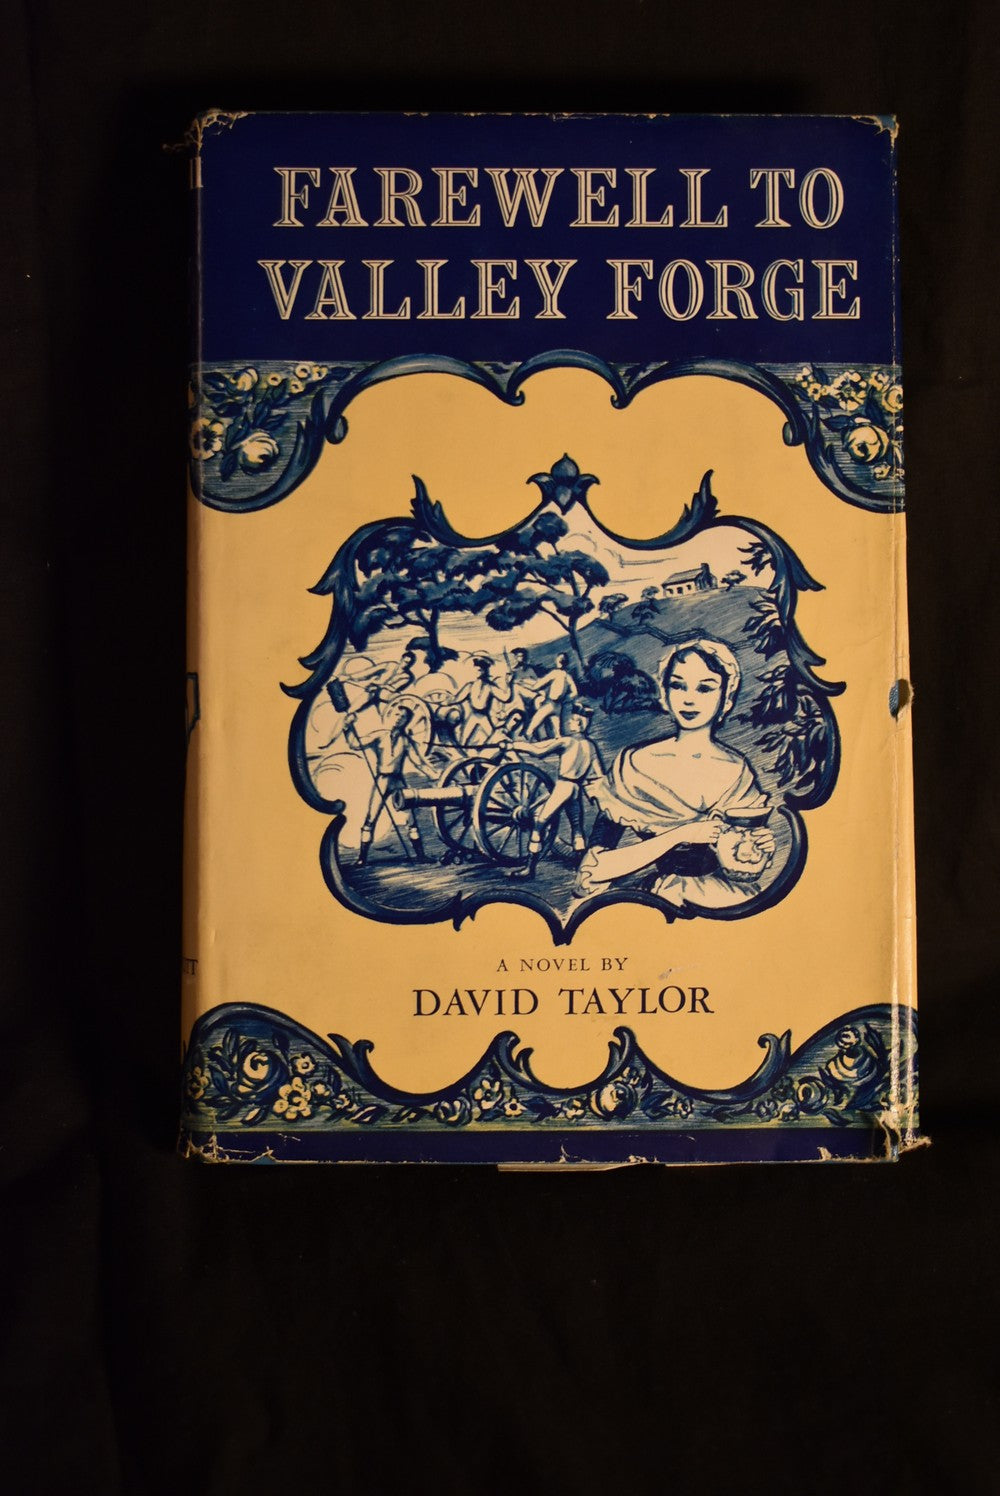 FAREWELL TO
VALLEY FORGE
A NOVEL BY
DAVID TAYLOR